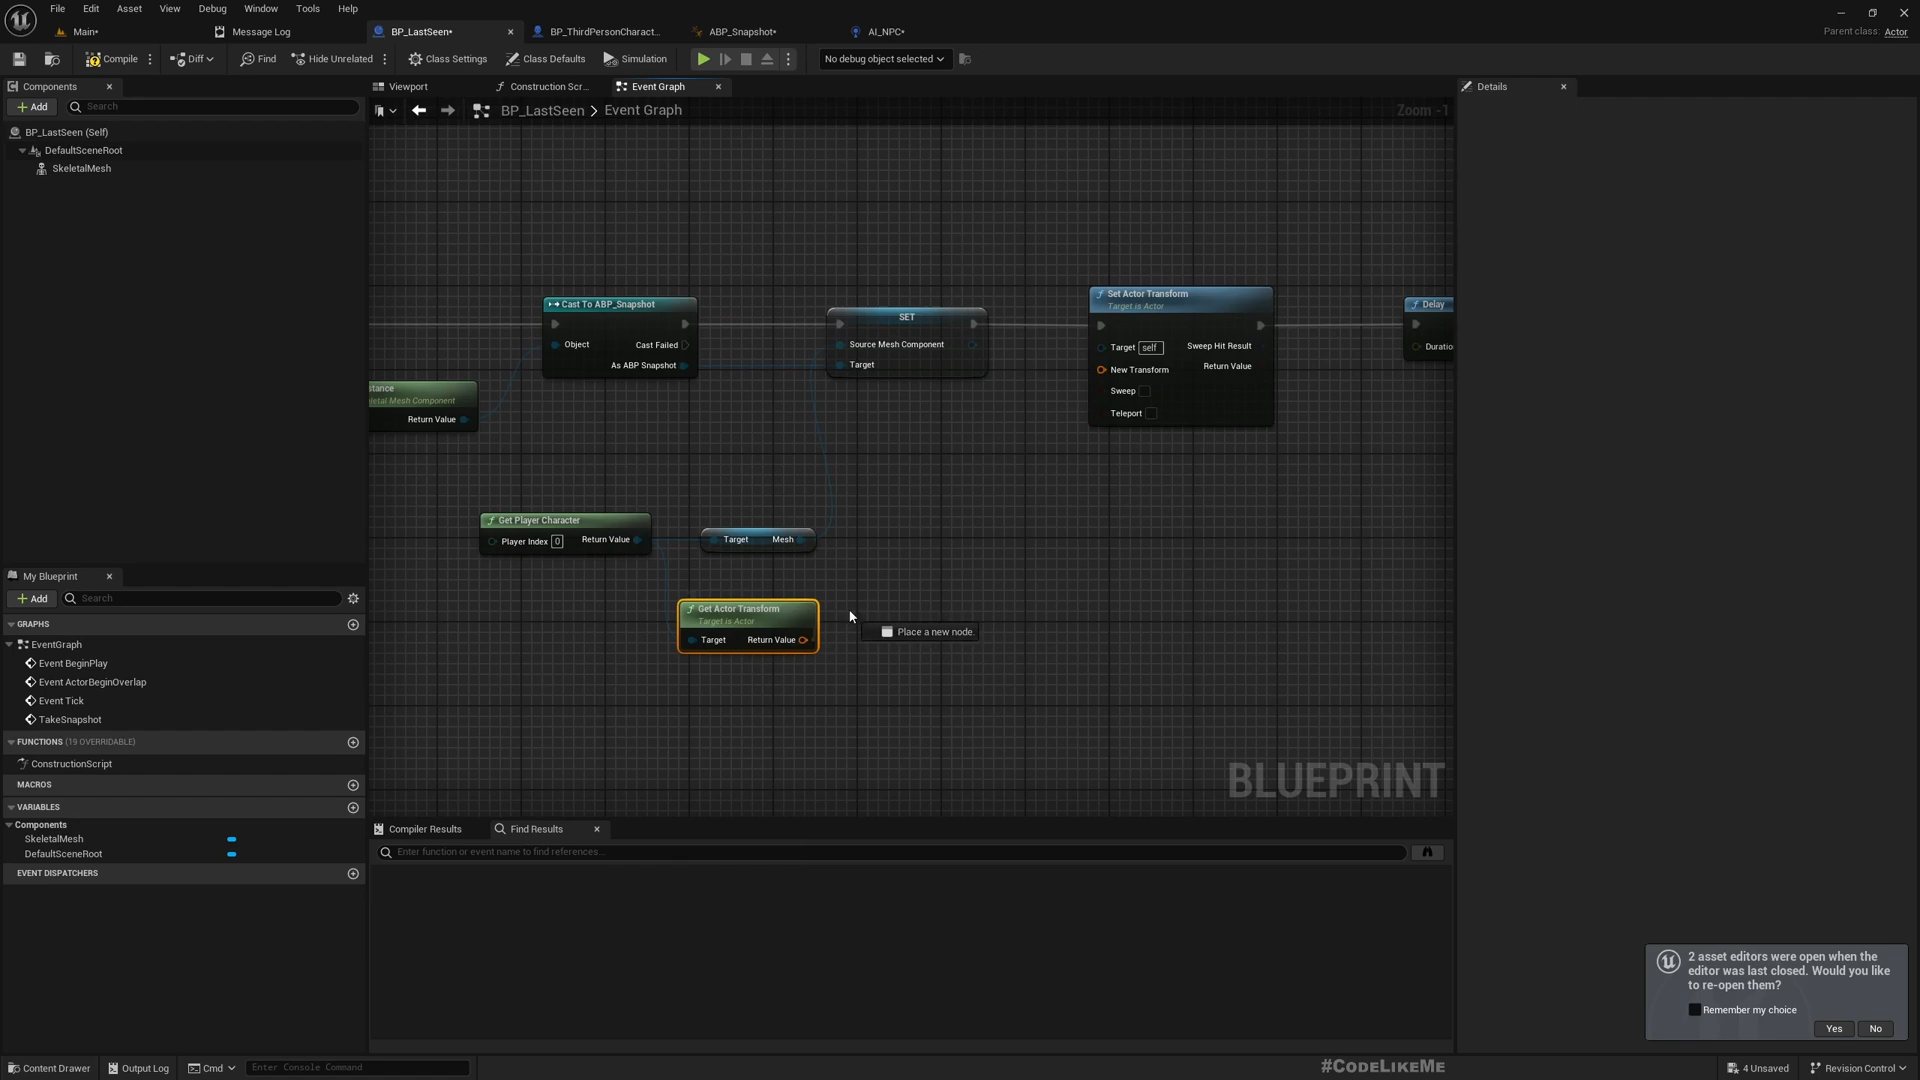 File Edit Asset View Debug Window Tools Help
Main* Message Log BP_LastSeen* BP_ThirdPersonCharact... ABP_Snapshot* AI_NPC* Parent class: Actor
Compile Diff Find Hide Unrelated Class Settings Class Defaults Simulation No debug object selected
Components Viewport Construction Scr... Event Graph Details
Add Search BP_LastSeen > Event Graph Zoom -1
BP_LastSeen (Self)
DefaultSceneRoot
SkeletalMesh
Cast To ABP_Snapshot
Object Cast Failed
As ABP Snapshot
SET
Source Mesh Component
Target
Set Actor Transform
Target is Actor
Target self Sweep Hit Result
New Transform Return Value
Sweep
Teleport
Delay
Duratio
stance
eletal Mesh Component
Return Value
Get Player Character
Player Index 0 Return Value
Target Mesh
Get Actor Transform
Target is Actor
Target Return Value
Place a new node.
BLUEPRINT
My Blueprint
Add Search
GRAPHS
EventGraph
Event BeginPlay
Event ActorBeginOverlap
Event Tick
TakeSnapshot
FUNCTIONS (19 OVERRIDABLE)
ConstructionScript
MACROS
VARIABLES
Components
SkeletalMesh
DefaultSceneRoot
EVENT DISPATCHERS
Compiler Results Find Results
Enter function or event name to find references...
2 asset editors were open when the
editor was last closed. Would you like
to re-open them?
Remember my choice
Yes No
Content Drawer Output Log Cmd Enter Console Command #CODELIKEME 4 Unsaved Revision Control